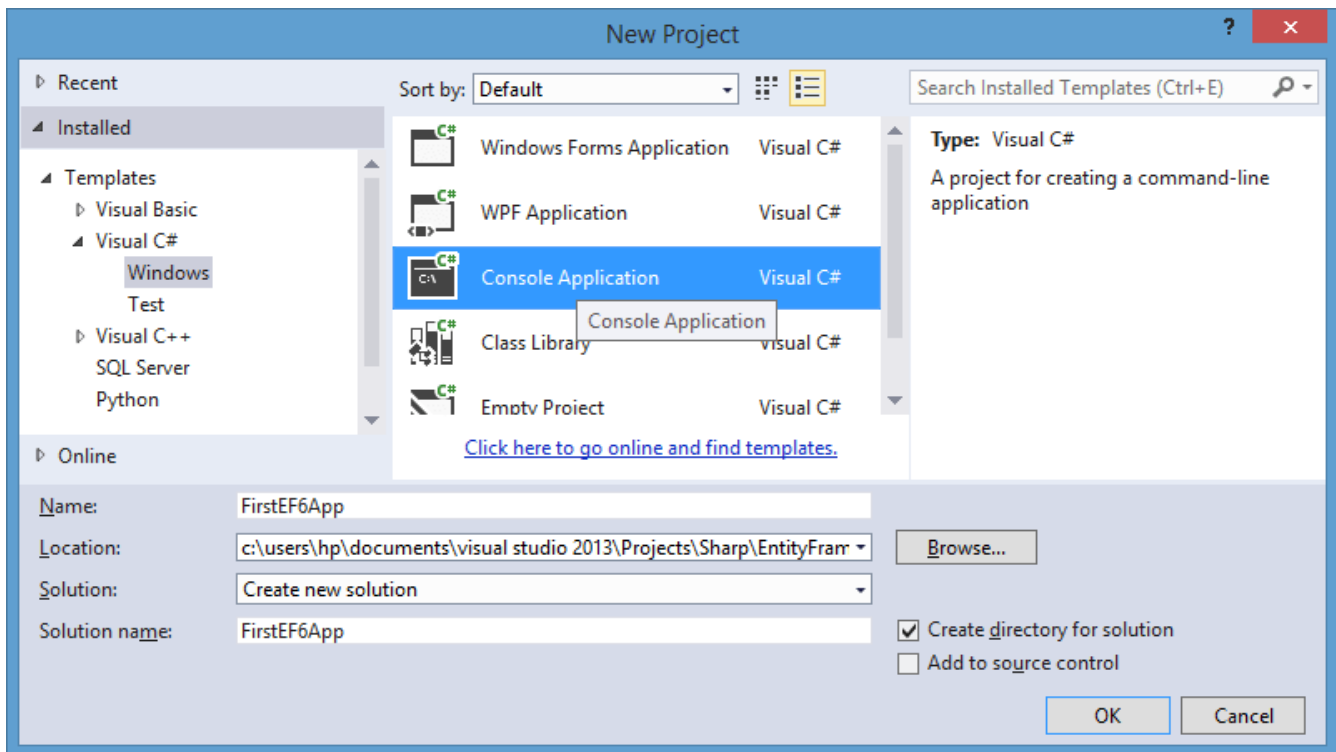 New Project
?
Recent
Installed
Templates
Visual Basic
Visual C#
Windows
Test
Visual C++
SQL Server
Python
Online
Sort by: Default
C# Windows Forms Application Visual C#
C# WPF Application Visual C#
C# C:\ Console Application Visual C#
Console Application
C# Class Library Visual C#
C# Empty Project Visual C#
Click here to go online and find templates.
Search Installed Templates (Ctrl+E)
Type: Visual C#
A project for creating a command-line
application
Name: FirstEF6App
Location: c:\users\hp\documents\visual studio 2013\Projects\Sharp\EntityFram
Browse...
Solution: Create new solution
Solution name: FirstEF6App
Create directory for solution
Add to source control
OK Cancel